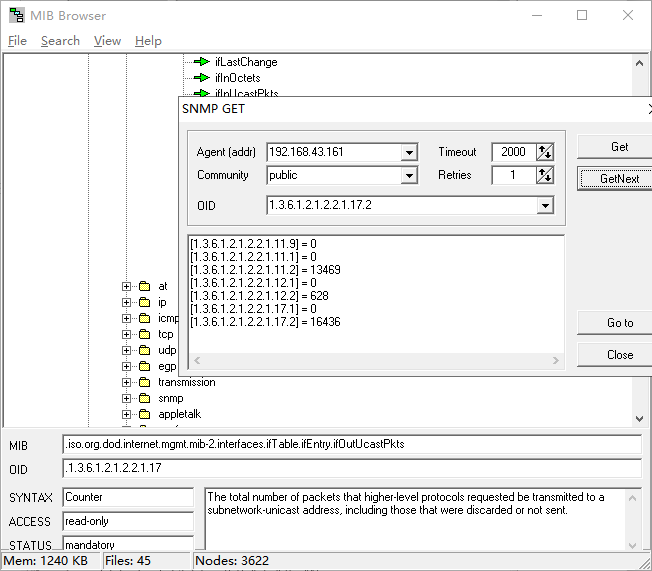 MIB Browser
File Search View Help
ifLastChange
ifInOctets
ifInUcastPkts
SNMP GET
Agent (addr) 192.168.43.161 Timeout 2000 Get
Community public Retries 1 GetNext
OID 1.3.6.1.2.1.2.2.1.17.2
[1.3.6.1.2.1.2.2.1.11.9] = 0
[1.3.6.1.2.1.2.2.1.11.1] = 0
[1.3.6.1.2.1.2.2.1.11.2] = 13469
[1.3.6.1.2.1.2.2.1.12.1] = 0
[1.3.6.1.2.1.2.2.1.12.2] = 628
[1.3.6.1.2.1.2.2.1.17.1] = 0
[1.3.6.1.2.1.2.2.1.17.2] = 16436
Go to
Close
at
ip
icmp
tcp
udp
egp
transmission
snmp
appletalk
MIB .iso.org.dod.internet.mgmt.mib-2.interfaces.ifTable.ifEntry.ifOutUcastPkts
OID .1.3.6.1.2.1.2.2.1.17
SYNTAX Counter
ACCESS read-only
STATUS mandatory
The total number of packets that higher-level protocols requested be transmitted to a
subnetwork-unicast address, including those that were discarded or not sent.
Mem: 1240 KB Files: 45 Nodes: 3622